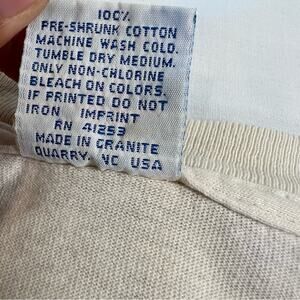 100%
PRE-SHRUNK COTTON
MACHINE WASH COLD.
TUMBLE DRY MEDIUM.
ONLY NON-CHLORINE
BLEACH ON COLORS.
IF PRINTED DO NOT
IRON IMPRINT
RN 41253
MADE IN GRANITE
QUARRY, NC USA